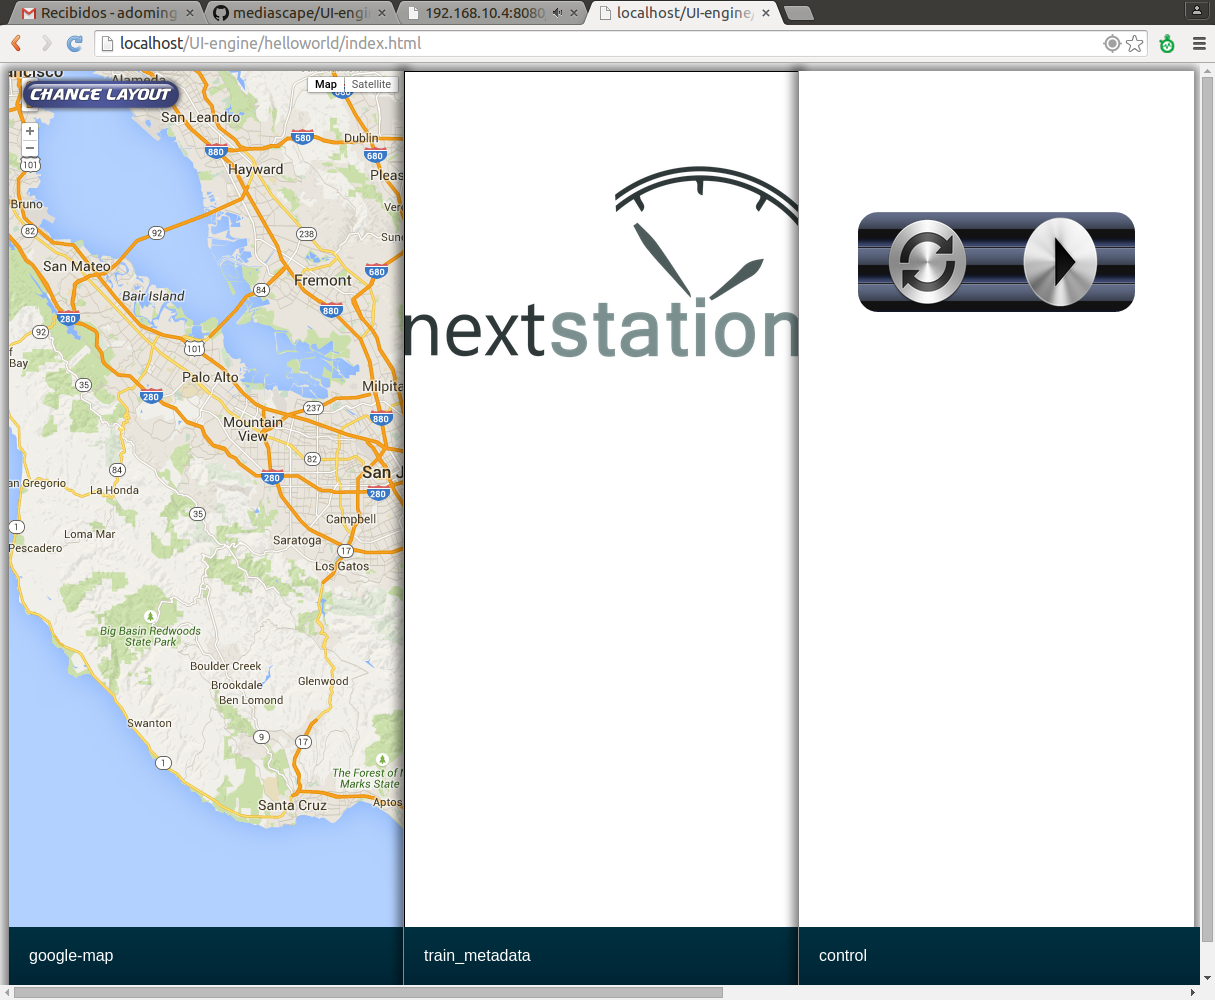 Recibidos - adoming
mediascape/UI-engi
192.168.10.4:8080
localhost/UI-engine/
localhost/UI-engine/helloworld/index.html
ncisco
Alameda
CHANGE LAYOUT
Map
Satellite
San Leandro
580
Dublin
880
680
Hayward
Pleas
+
−
101
Bruno
82
92
238
San Mateo
680
Fremont
84
Bair Island
880
280
92
101
f
Bay
Palo Alto
35
Milpita
280
237
880
Mountain
View
82
San J
84
280
280
an Gregorio
La Honda
35
Campbell
1
Loma Mar
Saratoga
Pescadero
17
Los Gatos
Big Basin Redwoods
State Park
Boulder Creek
Brookdale
Glenwood
Ben Lomond
Swanton
9
17
1
The Forest of
Marks State
Santa Cruz
Aptos
nextstation
google-map
train_metadata
control